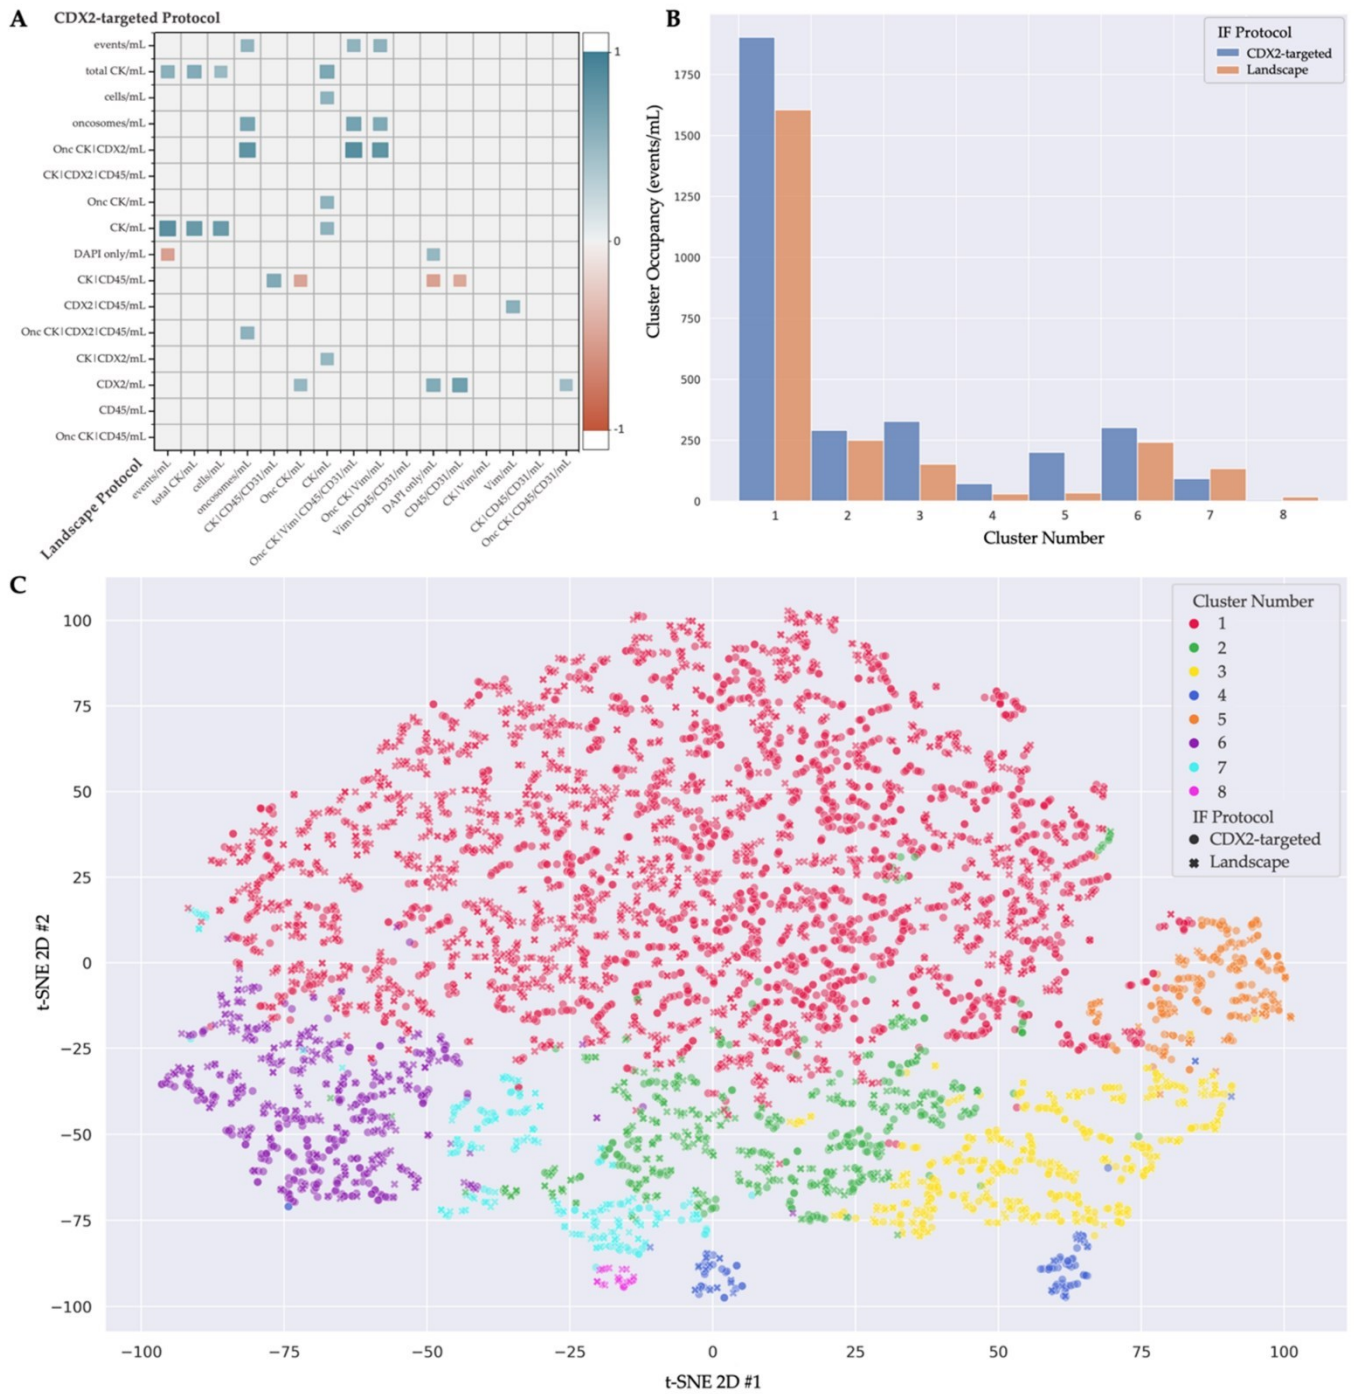 A
CDX2-targeted Protocol
events/mL
total CK/mL
cells/mL
oncosomes/mL
Onc CK|CDX2/mL
CK|CDX2|CD45/mL
Onc CK/mL
CK/mL
DAPI only/mL
CK|CD45/mL
CDX2|CD45/mL
Onc CK|CDX2|CD45/mL
CK|CDX2/mL
CDX2/mL
CD45/mL
Onc CK|CD45/mL
1
0
-1
Landscape Protocol
events/mL
total CK/mL
cells/mL
oncosomes/mL
CK|CD45/CD31/mL
Onc CK/mL
CK/mL
Onc CK|Vim|CD45/CD31/mL
Onc CK|Vim/mL
Vim|CD45/CD31/mL
DAPI only/mL
CD45/CD31/mL
CK|Vim/mL
Vim/mL
CK|CD45/CD31/mL
Onc CK|CD45/CD31/mL
B
IF Protocol
CDX2-targeted
Landscape
Cluster Occupancy (events/mL)
1750
1500
1250
1000
750
500
250
0
1 2 3 4 5 6 7 8
Cluster Number
C
Cluster Number
1
2
3
4
5
6
7
8
IF Protocol
CDX2-targeted
Landscape
t-SNE 2D #2
100
75
50
25
0
−25
−50
−75
−100
−100 −75 −50 −25 0 25 50 75 100
t-SNE 2D #1